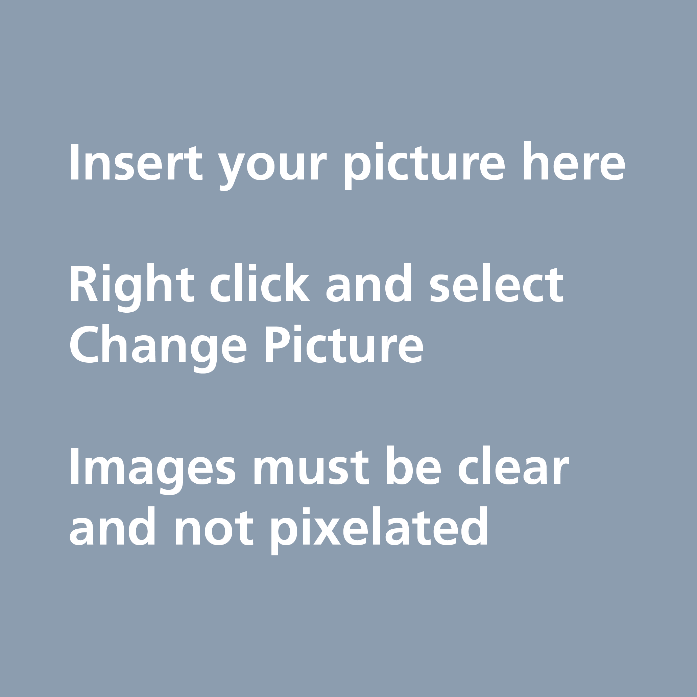 Insert your picture here
Right click and select
Change Picture
Images must be clear
and not pixelated